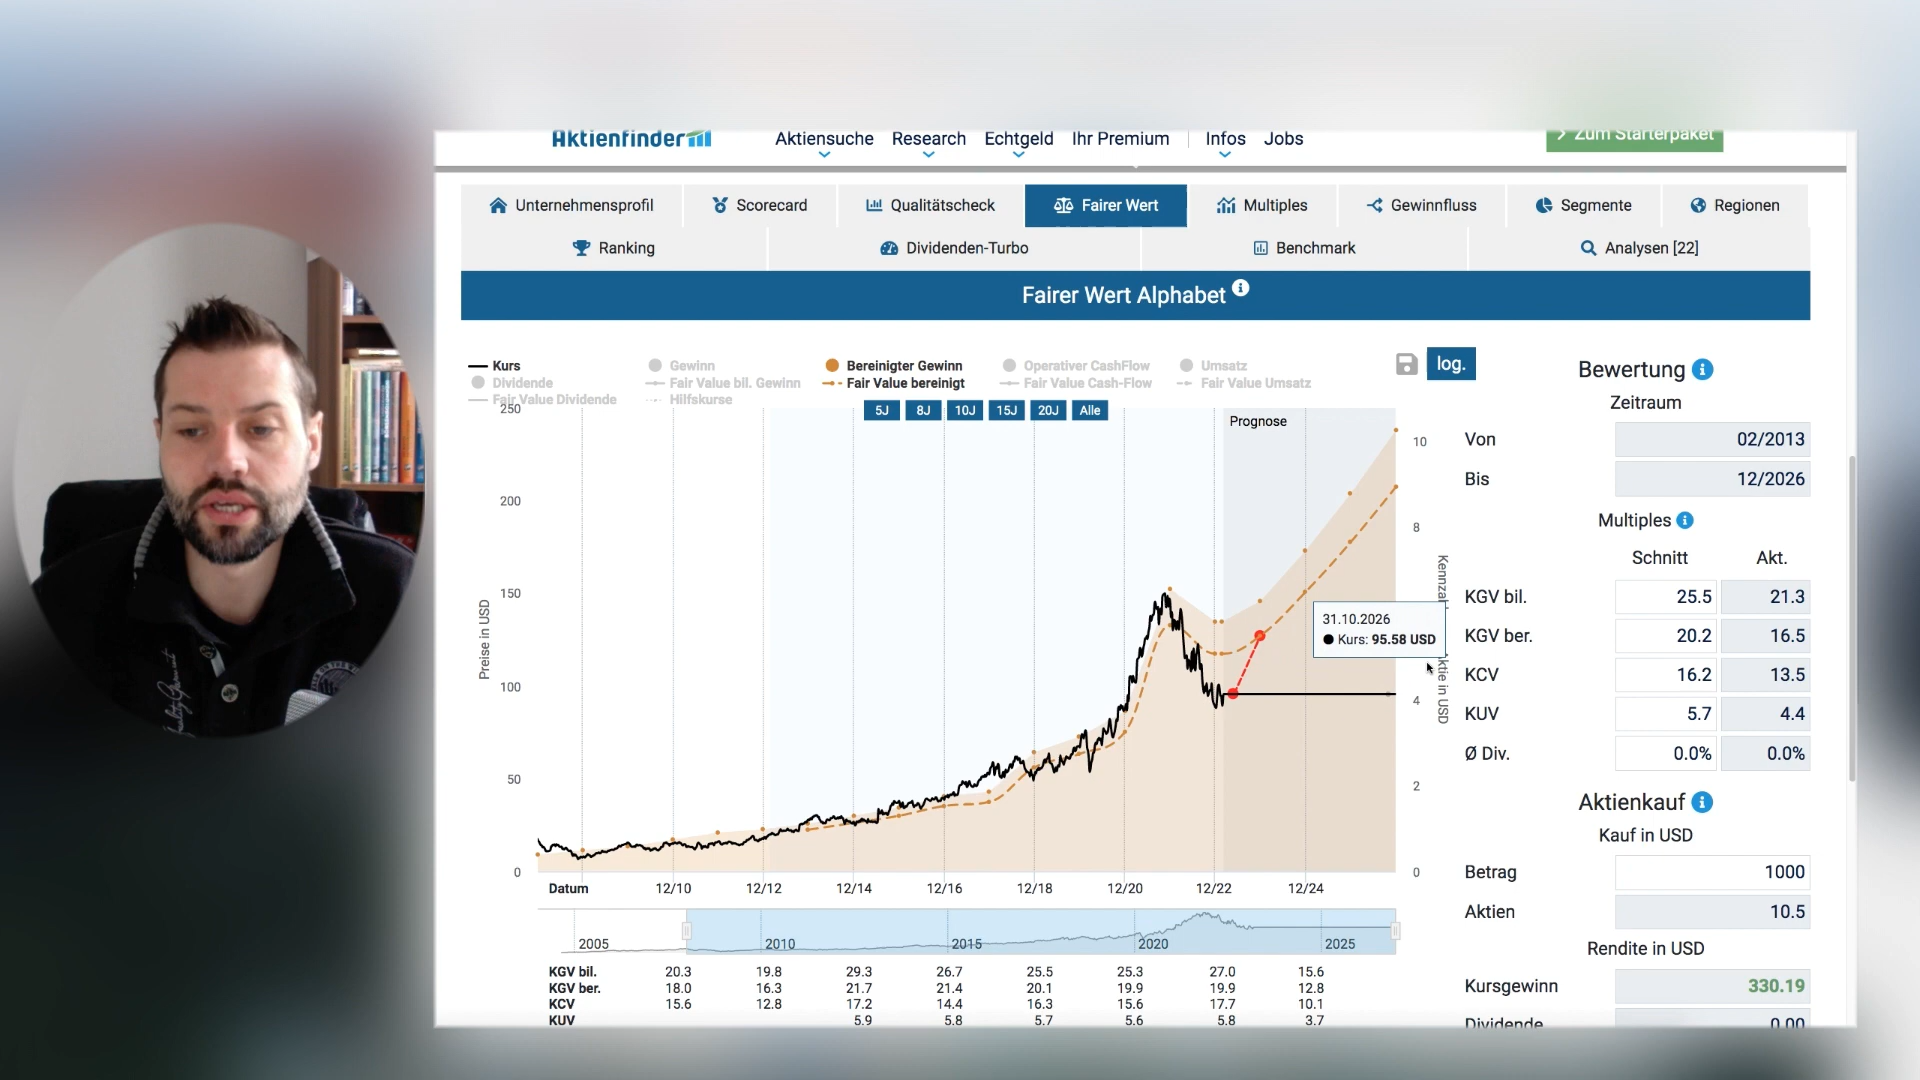 Aktienfinder
Aktiensuche Research Echtgeld Ihr Premium Infos Jobs
> Zum Starterpaket
Unternehmensprofil Scorecard Qualitätscheck Fairer Wert Multiples Gewinnfluss Segmente Regionen
Ranking Dividenden-Turbo Benchmark Analysen [22]
Fairer Wert Alphabet
Kurs Gewinn Bereinigter Gewinn Operativer CashFlow Umsatz
Dividende Fair Value bil. Gewinn Fair Value bereinigt Fair Value Cash-Flow Fair Value Umsatz
Fair Value Dividende Hilfskurse
log.
5J 8J 10J 15J 20J Alle
Prognose
250
200
150
100
50
0
Preise in USD
10
8
4
2
0
31.10.2026
Kurs: 95.58 USD
Datum 12/10 12/12 12/14 12/16 12/18 12/20 12/22 12/24
2005 2010 2015 2020 2025
KGV bil. 20.3 19.8 29.3 26.7 25.5 25.3 27.0 15.6
KGV ber. 18.0 16.3 21.7 21.4 20.1 19.9 19.9 12.8
KCV 15.6 12.8 17.2 14.4 16.3 15.6 17.7 10.1
KUV 5.9 5.8 5.7 5.6 5.8 3.7
Bewertung
Zeitraum
Von 02/2013
Bis 12/2026
Multiples
Schnitt Akt.
KGV bil. 25.5 21.3
KGV ber. 20.2 16.5
KCV 16.2 13.5
KUV 5.7 4.4
Ø Div. 0.0% 0.0%
Aktienkauf
Kauf in USD
Betrag 1000
Aktien 10.5
Rendite in USD
Kursgewinn 330.19
Dividende 0.00